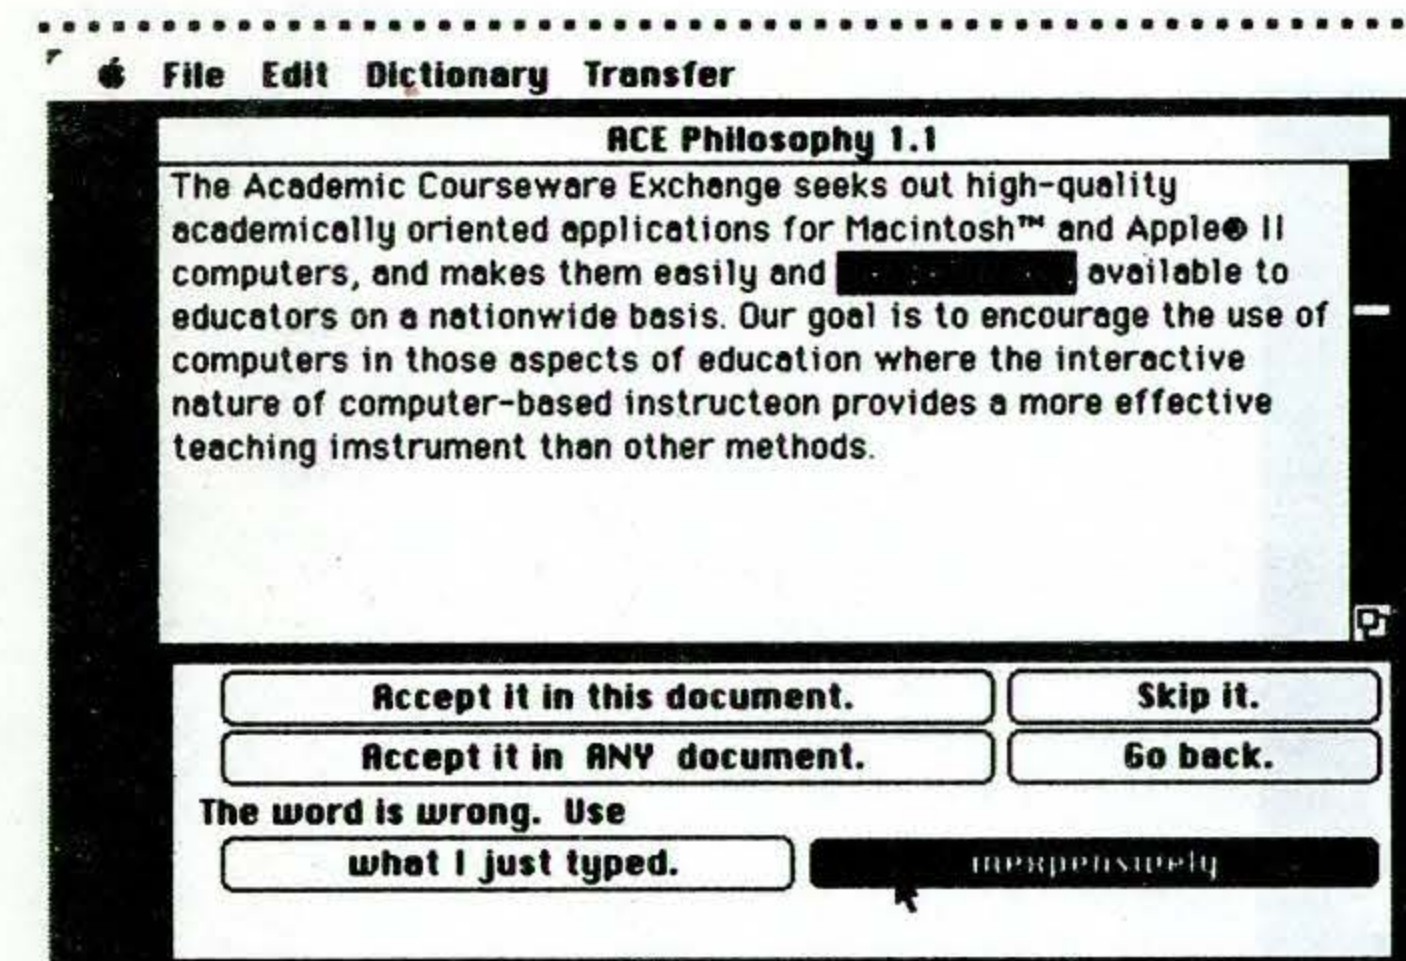 File Edit Dictionary Transfer
ACE Philosophy 1.1
The Academic Courseware Exchange seeks out high-quality
academically oriented applications for Macintosh™ and Apple® II
computers, and makes them easily and available to
educators on a nationwide basis. Our goal is to encourage the use of
computers in those aspects of education where the interactive
nature of computer-based instructeon provides a more effective
teaching imstrument than other methods.
Accept it in this document. Skip it.
Accept it in ANY document. Go back.
The word is wrong. Use
what I just typed. inexpensively